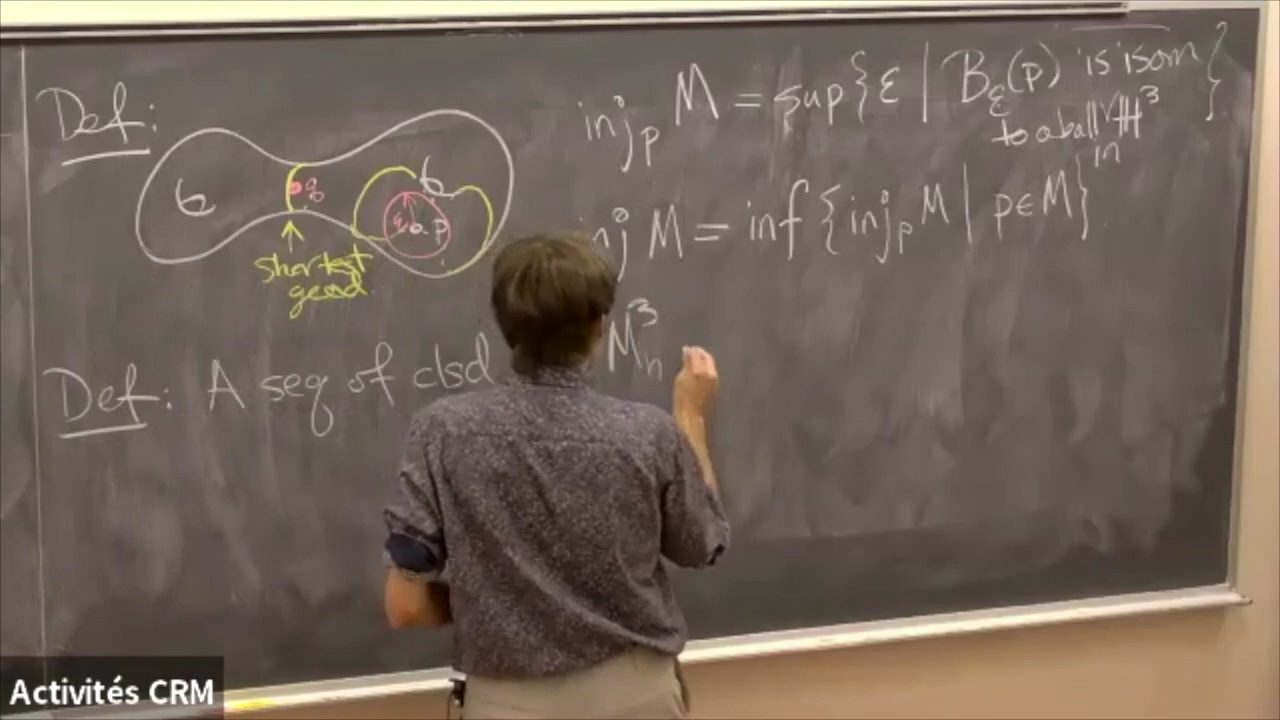 Def:
inj_p M = sup{ε | B_ε(p) is isom
to a ball in ℍ³}
q
ε p
shortest
geod.
inj M = inf{inj_p M | p∈M}
Def: A seq of clsd M_n^3
Activités CRM